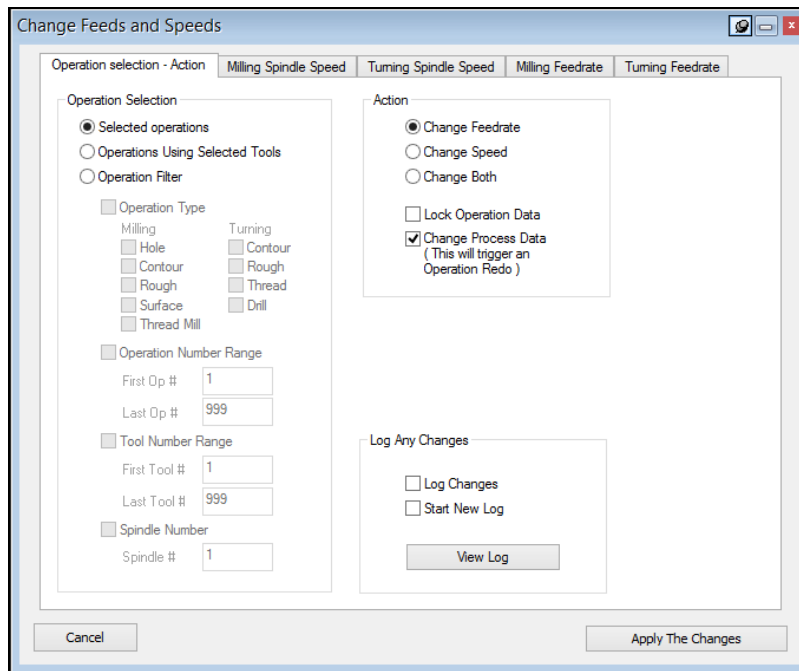 Change Feeds and Speeds
Operation selection - Action
Milling Spindle Speed
Turning Spindle Speed
Milling Feedrate
Turning Feedrate
Operation Selection
Selected operations
Operations Using Selected Tools
Operation Filter
Operation Type
Milling
Turning
Hole
Contour
Contour
Rough
Rough
Thread
Surface
Drill
Thread Mill
Operation Number Range
First Op # 1
Last Op # 999
Tool Number Range
First Tool # 1
Last Tool # 999
Spindle Number
Spindle # 1
Action
Change Feedrate
Change Speed
Change Both
Lock Operation Data
Change Process Data
( This will trigger an
Operation Redo )
Log Any Changes
Log Changes
Start New Log
View Log
Cancel
Apply The Changes